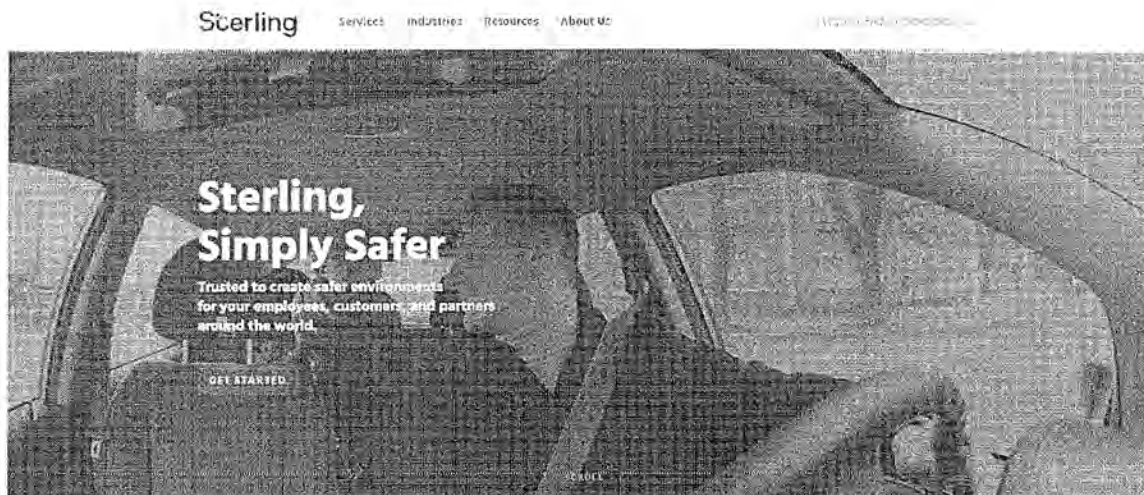 Sterling
Services Industries Resources About Us
Sterling,
Simply Safer
Trusted to create safer environments
for your employees, customers, and partners
around the world.
GET STARTED
SCROLL